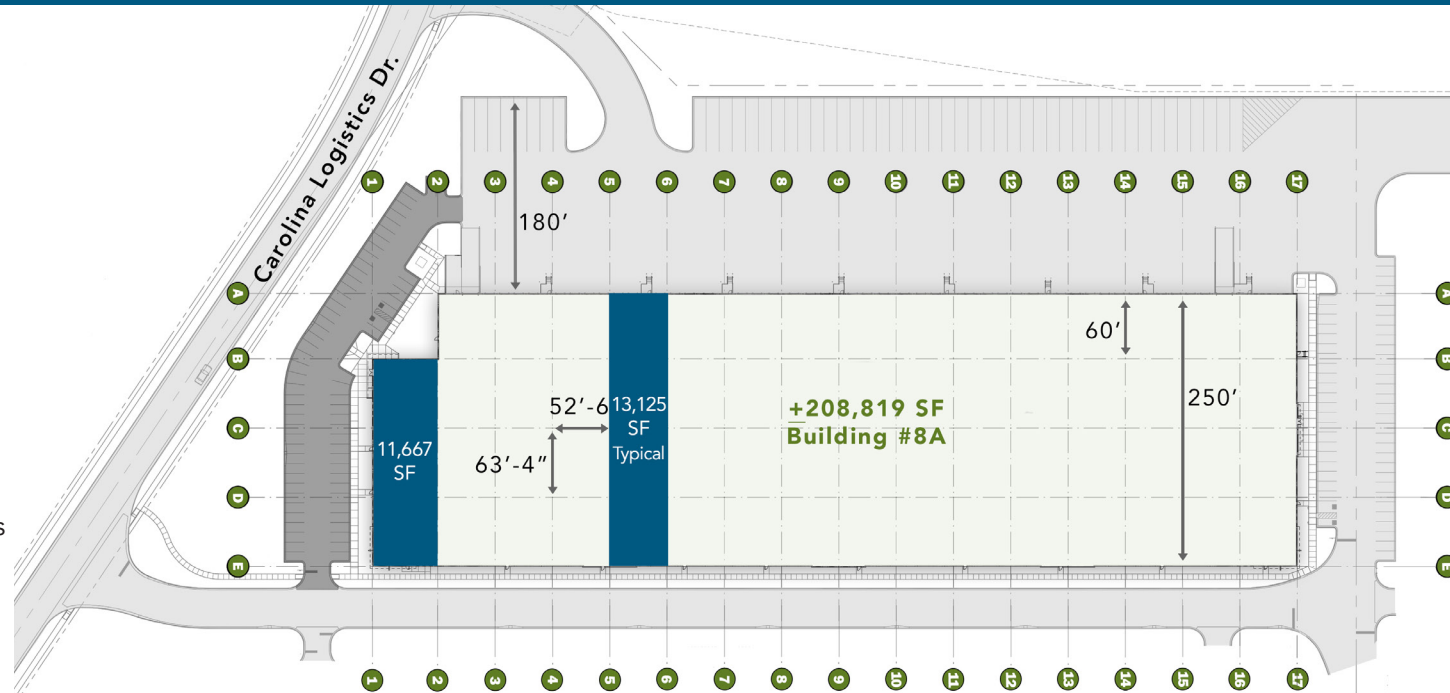 Carolina Logistics Dr.
1 2 3 4 5 6 7 8 9 10 11 12 13 14 15 16 17
180’
A A
60’
B B
250’
52’-6 13,125
SF
Typical
+208,819 SF
Building #8A
C C
63’-4”
11,667
SF
D D
s
E E
1 2 3 4 5 6 7 8 9 10 11 12 13 14 15 16 17